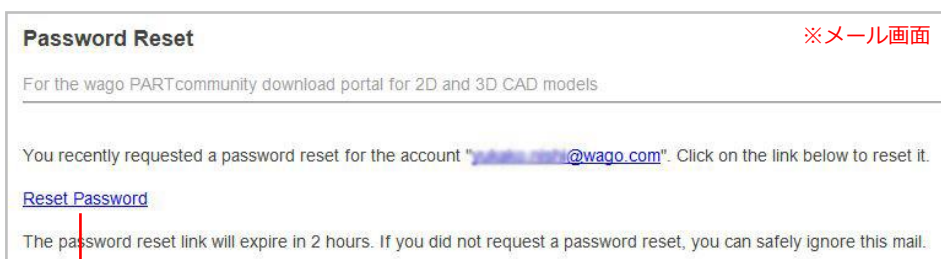 Password Reset
※メール画面
For the wago PARTcommunity download portal for 2D and 3D CAD models
You recently requested a password reset for the account "@wago.com". Click on the link below to reset it.
Reset Password
The password reset link will expire in 2 hours. If you did not request a password reset, you can safely ignore this mail.